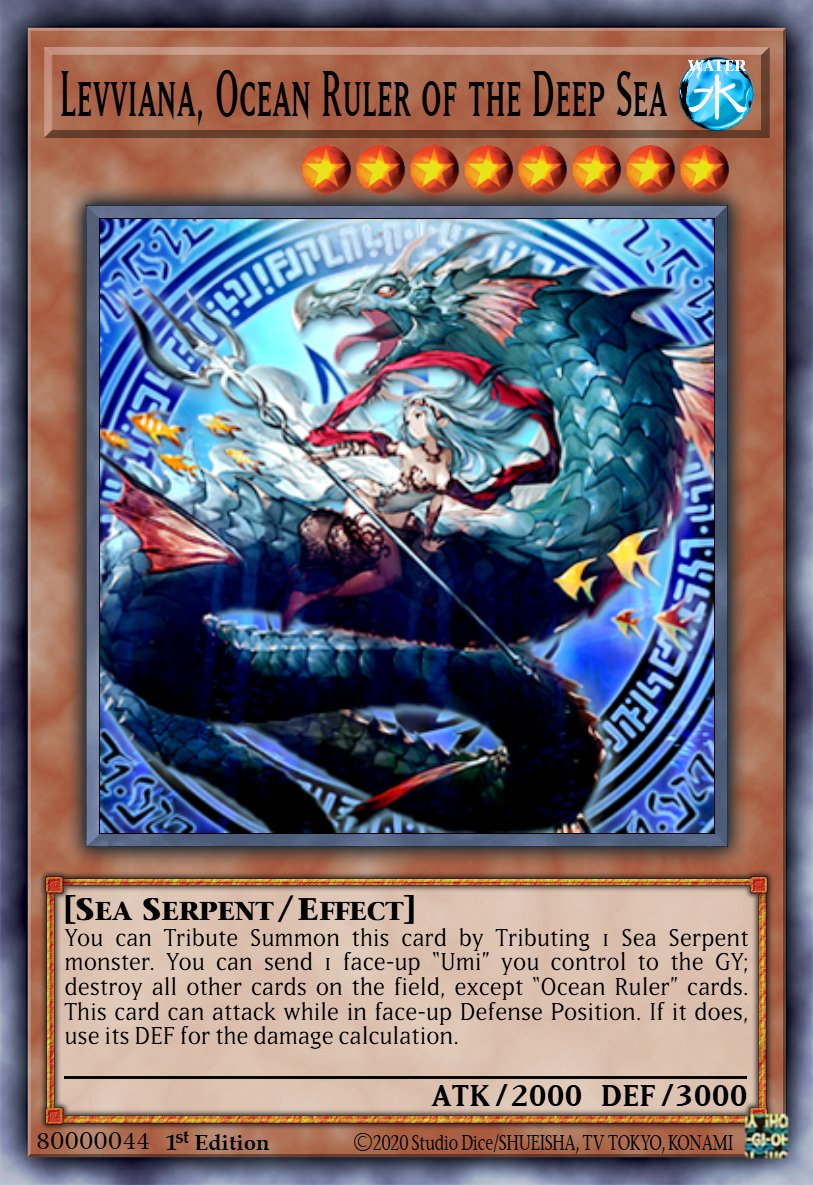 Levviana, Ocean Ruler of the Deep Sea
WATER
水
[Sea Serpent/Effect]
You can Tribute Summon this card by Tributing 1 Sea Serpent
monster. You can send 1 face-up "Umi" you control to the GY;
destroy all other cards on the field, except "Ocean Ruler" cards.
This card can attack while in face-up Defense Position. If it does,
use its DEF for the damage calculation.
ATK/2000 DEF/3000
80000044 1st Edition ©2020 Studio Dice/SHUEISHA, TV TOKYO, KONAMI